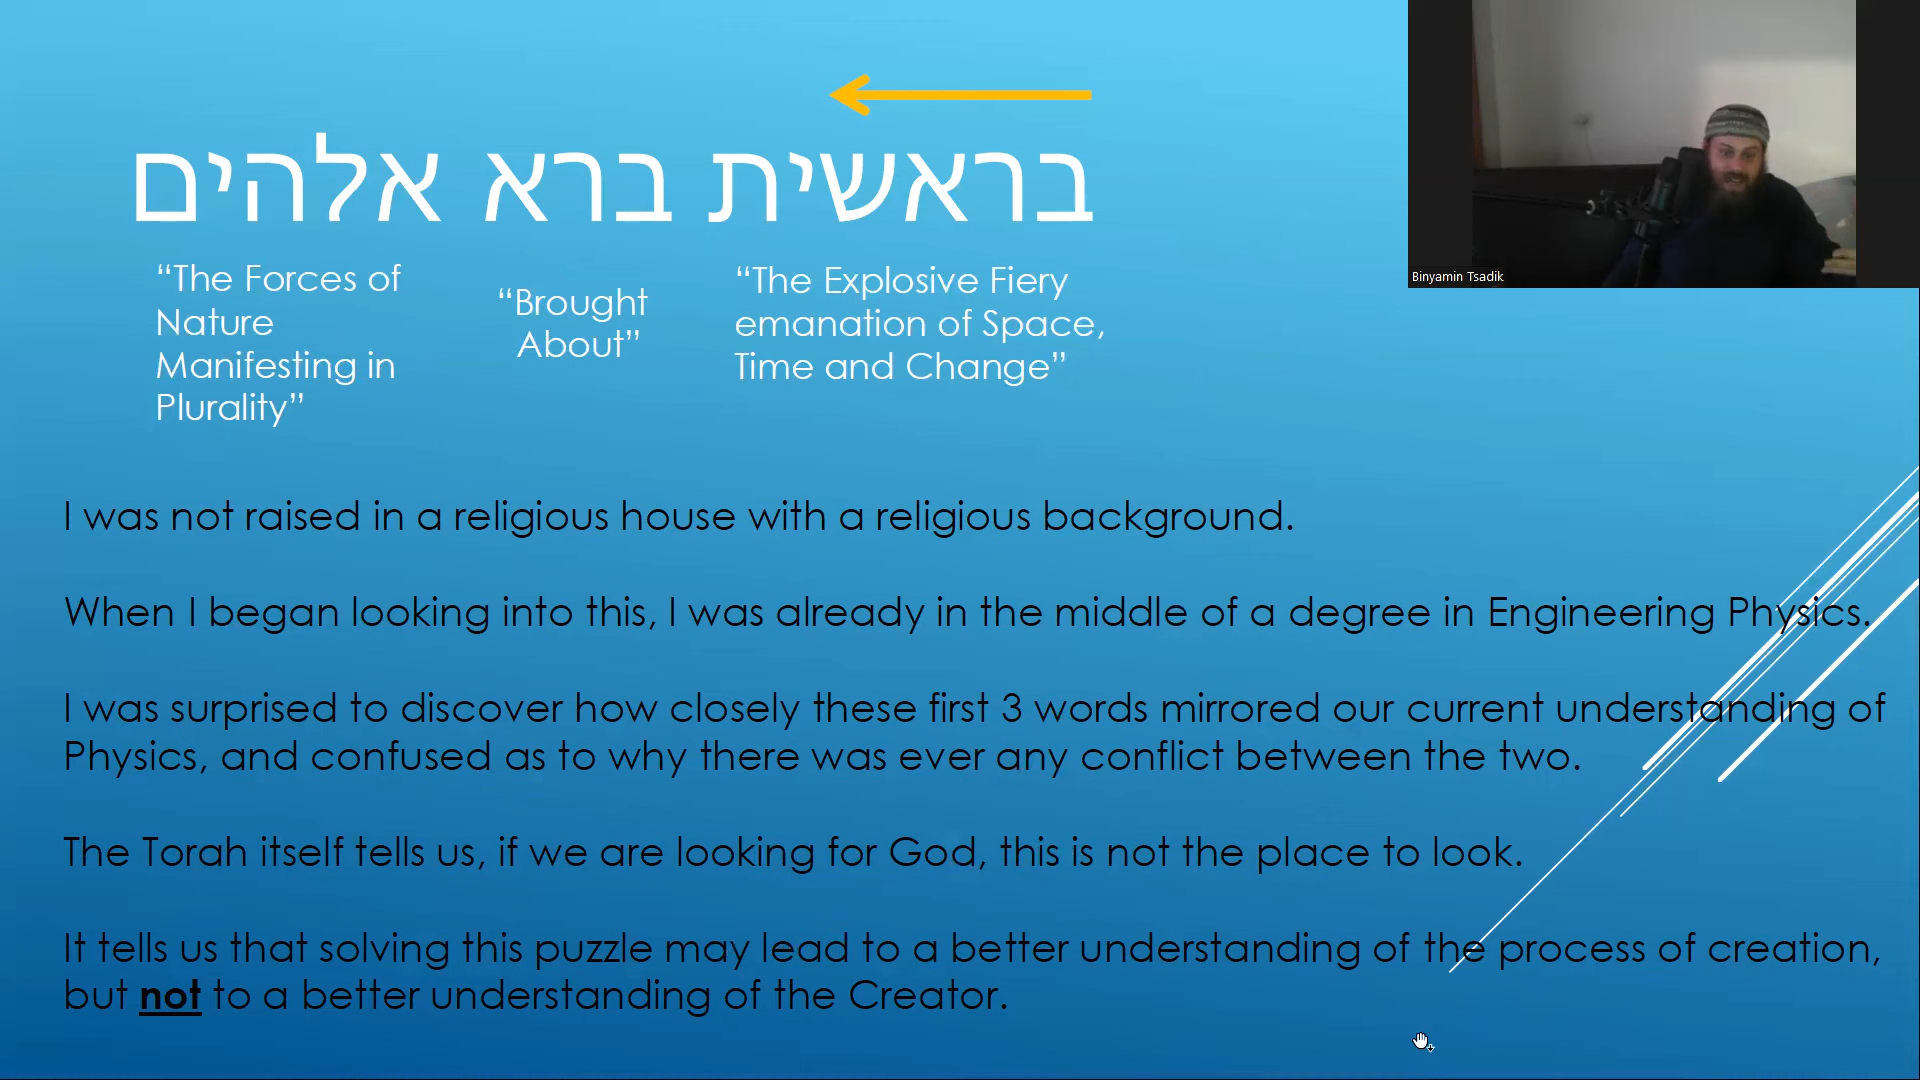 בראשית ברא אלהים
“The Explosive Fiery
emanation of Space,
Time and Change”
“Brought
About”
“The Forces of
Nature
Manifesting in
Plurality”
Binyamin Tsadik
I was not raised in a religious house with a religious background.
When I began looking into this, I was already in the middle of a degree in Engineering Physics.
I was surprised to discover how closely these first 3 words mirrored our current understanding of
Physics, and confused as to why there was ever any conflict between the two.
The Torah itself tells us, if we are looking for God, this is not the place to look.
It tells us that solving this puzzle may lead to a better understanding of the process of creation,
but not to a better understanding of the Creator.